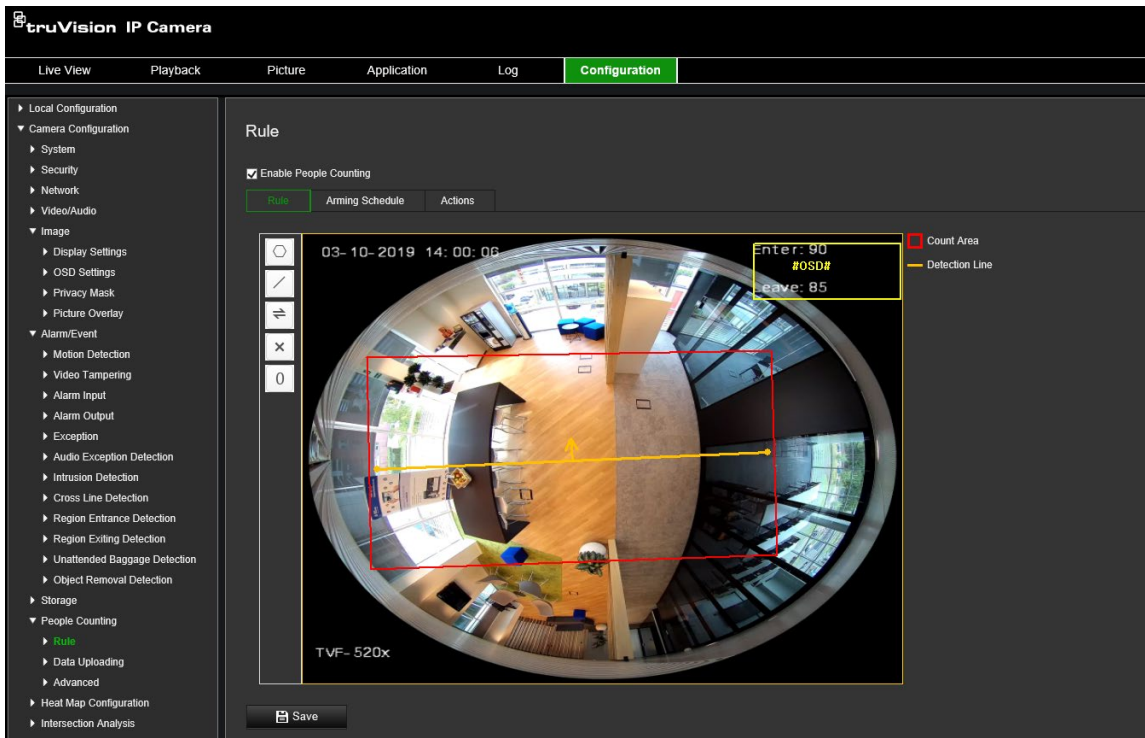 truVision IP Camera
Live View Playback Picture Application Log Configuration
Local Configuration
Camera Configuration
System
Security
Network
Video/Audio
Image
Display Settings
OSD Settings
Privacy Mask
Picture Overlay
Alarm/Event
Motion Detection
Video Tampering
Alarm Input
Alarm Output
Exception
Audio Exception Detection
Intrusion Detection
Cross Line Detection
Region Entrance Detection
Region Exiting Detection
Unattended Baggage Detection
Object Removal Detection
Storage
People Counting
Rule
Data Uploading
Advanced
Heat Map Configuration
Intersection Analysis
Rule
Enable People Counting
Rule Arming Schedule Actions
03-10-2019 14:00:06
Enter: 90
#OSD#
Leave: 85
0
TVF-520x
Count Area
Detection Line
Save